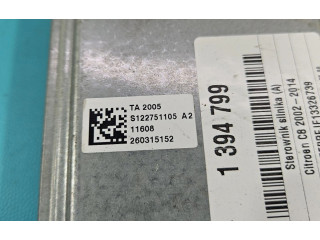 TA 2005
S122751105 A2
11608
260315152
1 394 799
Sterownik silnika (A)
Citroen C8 2002-2014